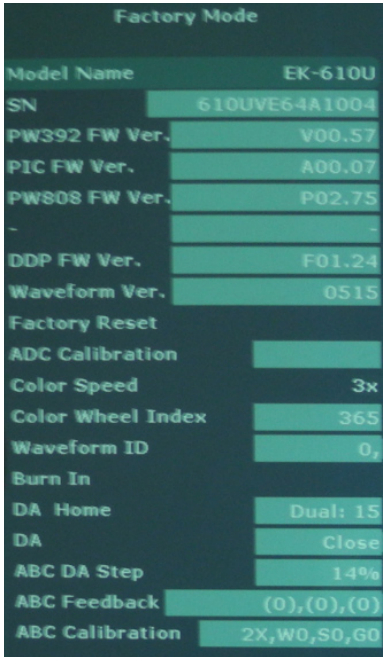 Factory Mode
Model Name EK-610U
SN 610UVE64A1004
PW392 FW Ver. V00.57
PIC FW Ver. A00.07
PW808 FW Ver. P02.75
- -
DDP FW Ver. F01.24
Waveform Ver. 0515
Factory Reset
ADC Calibration
Color Speed 3x
Color Wheel Index 365
Waveform ID 0,
Burn In
DA Home Dual: 15
DA Close
ABC DA Step 14%
ABC Feedback (0),(0),(0)
ABC Calibration 2X,W0,S0,G0